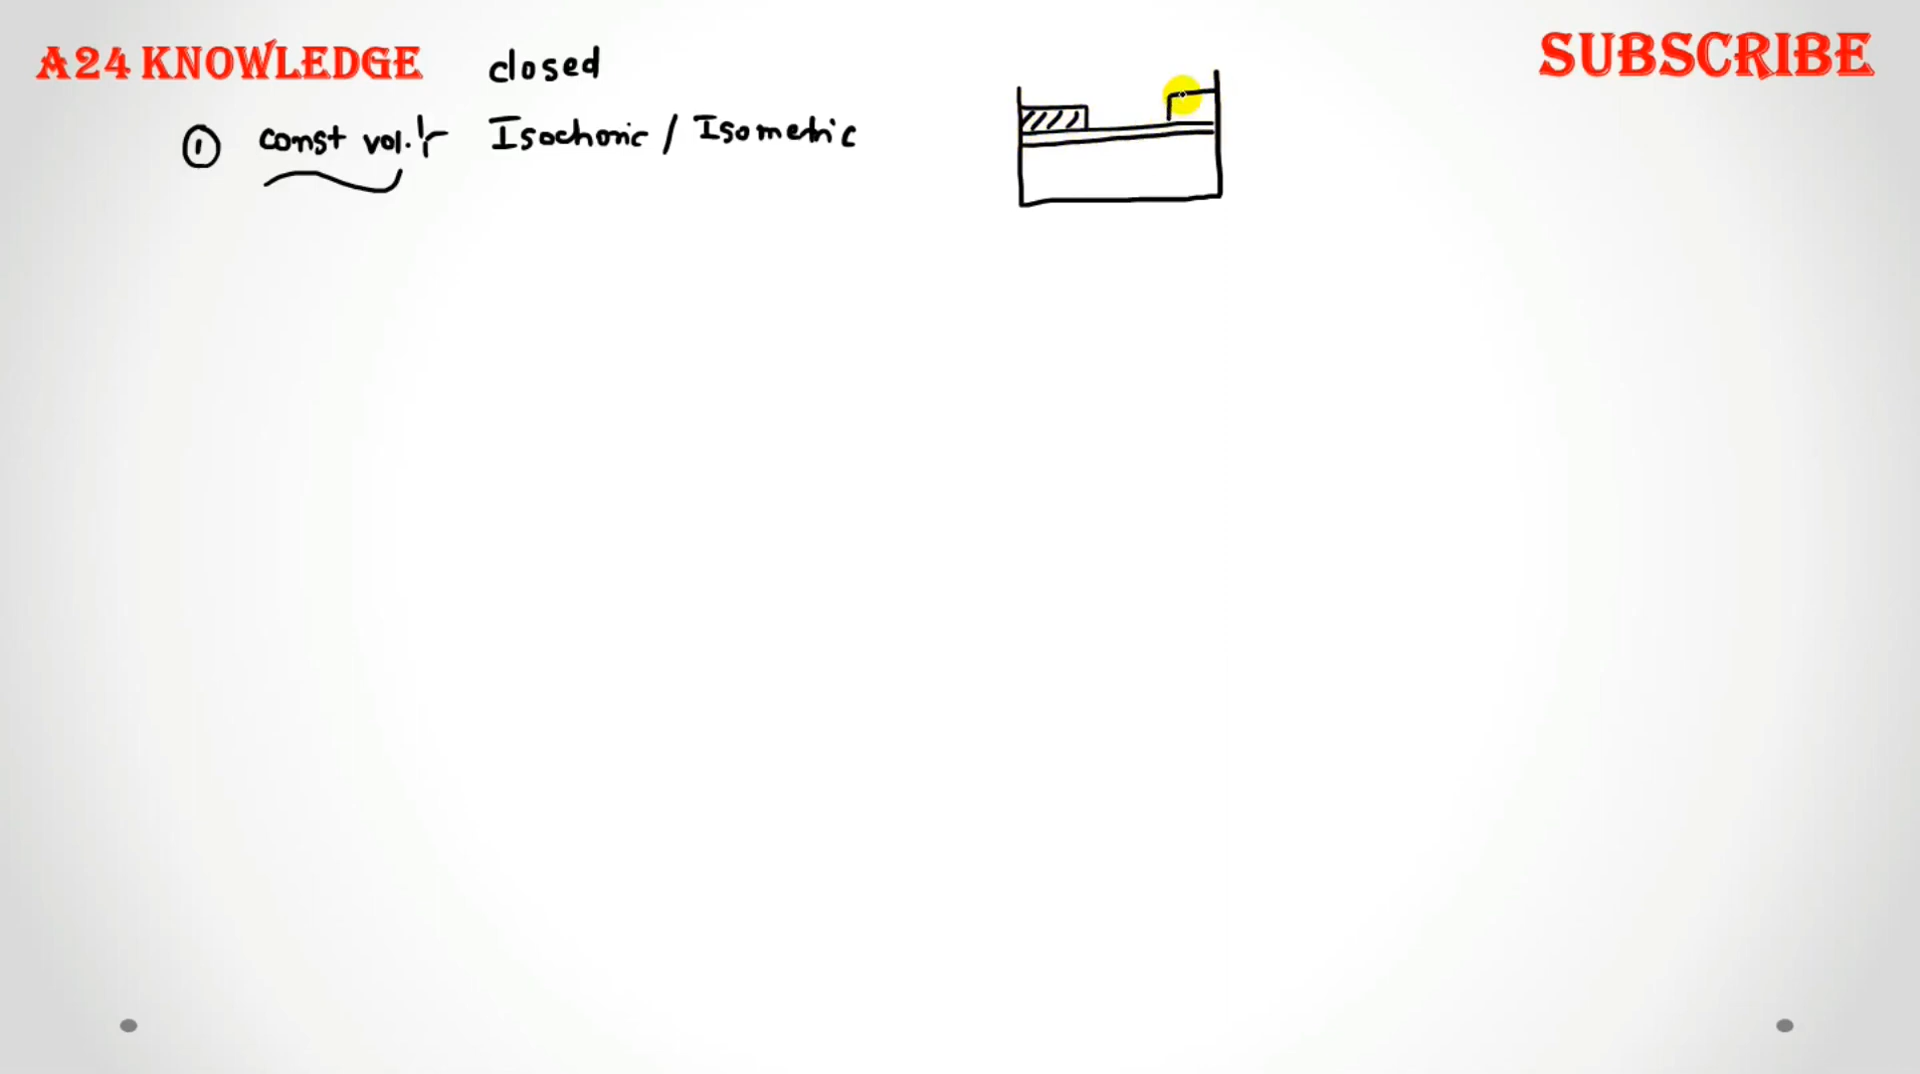 A24 KNOWLEDGE
SUBSCRIBE
closed
① const vol. :- Isochoric / Isometric